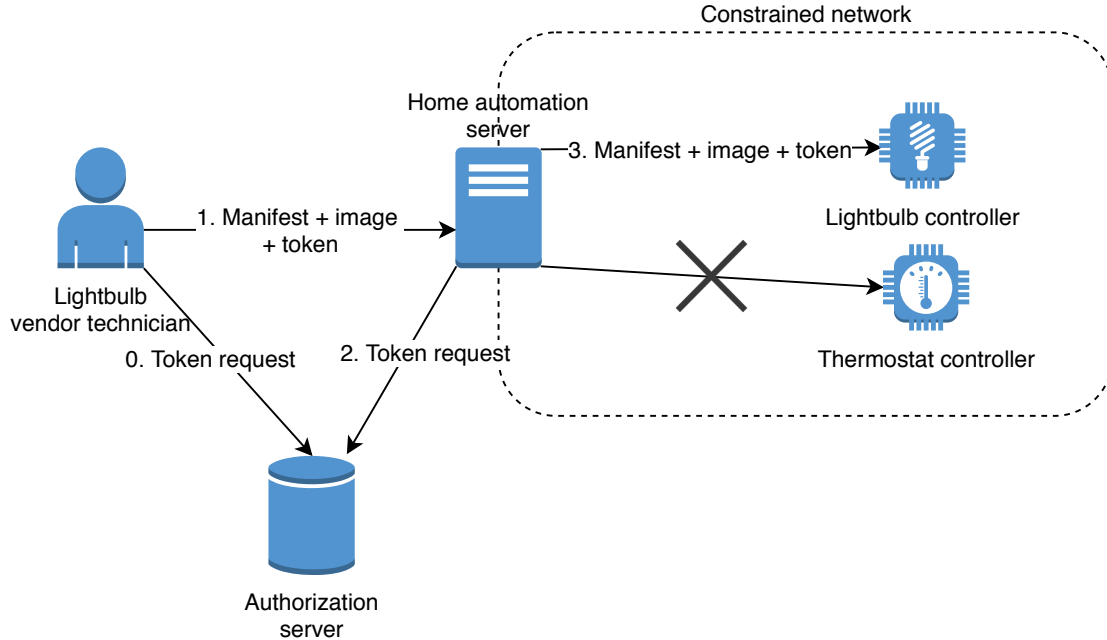 Constrained network
Home automation
server
3. Manifest + image + token
Lightbulb controller
1. Manifest + image
+ token
Lightbulb
vendor technician
0. Token request
2. Token request
Thermostat controller
Authorization
server